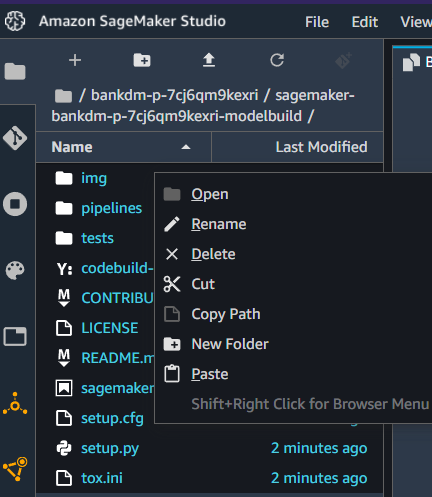 Amazon SageMaker Studio File Edit View
/ bankdm-p-7cj6qm9kexri / sagemaker-
bankdm-p-7cj6qm9kexri-modelbuild /
Name Last Modified
img
pipelines
tests
Y: codebuild-
M CONTRIBU
LICENSE
M README.m
sagemaker
setup.cfg
setup.py 2 minutes ago
tox.ini 2 minutes ago
Open
Rename
Delete
Cut
Copy Path
New Folder
Paste
Shift+Right Click for Browser Menu